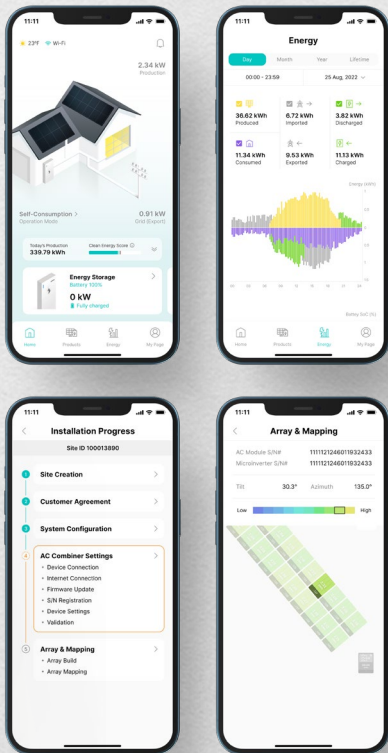 11:11
23°F Wi-Fi
2.34 kW
Production
Self-Consumption >
Operation Mode
0.91 kW
Grid (Export)
Today's Production
339.79 kWh
Clean Energy Score
Energy Storage
Battery 100%
0 kW
Fully charged
Home
Products
Energy
My Page
11:11
Energy
Day
Month
Year
Lifetime
00:00 - 23:59
25 Aug, 2022
36.62 kWh
Produced
6.72 kWh
Imported
3.82 kWh
Discharged
11.34 kWh
Consumed
9.53 kWh
Exported
11.13 kWh
Charged
Energy (kWh)
Battery SoC (%)
Home
Products
Energy
My Page
11:11
Installation Progress
Site ID 100013890
1 Site Creation
2 Customer Agreement
3 System Configuration
4 AC Combiner Settings
• Device Connection
• Internet Connection
• Firmware Update
• S/N Registration
• Device Settings
• Validation
5 Array & Mapping
• Array Build
• Array Mapping
11:11
Array & Mapping
AC Module S/N# 1111121246011932433
Microinverter S/N# 1111121246011932433
Tilt 30.3° Azimuth 135.0°
Low High